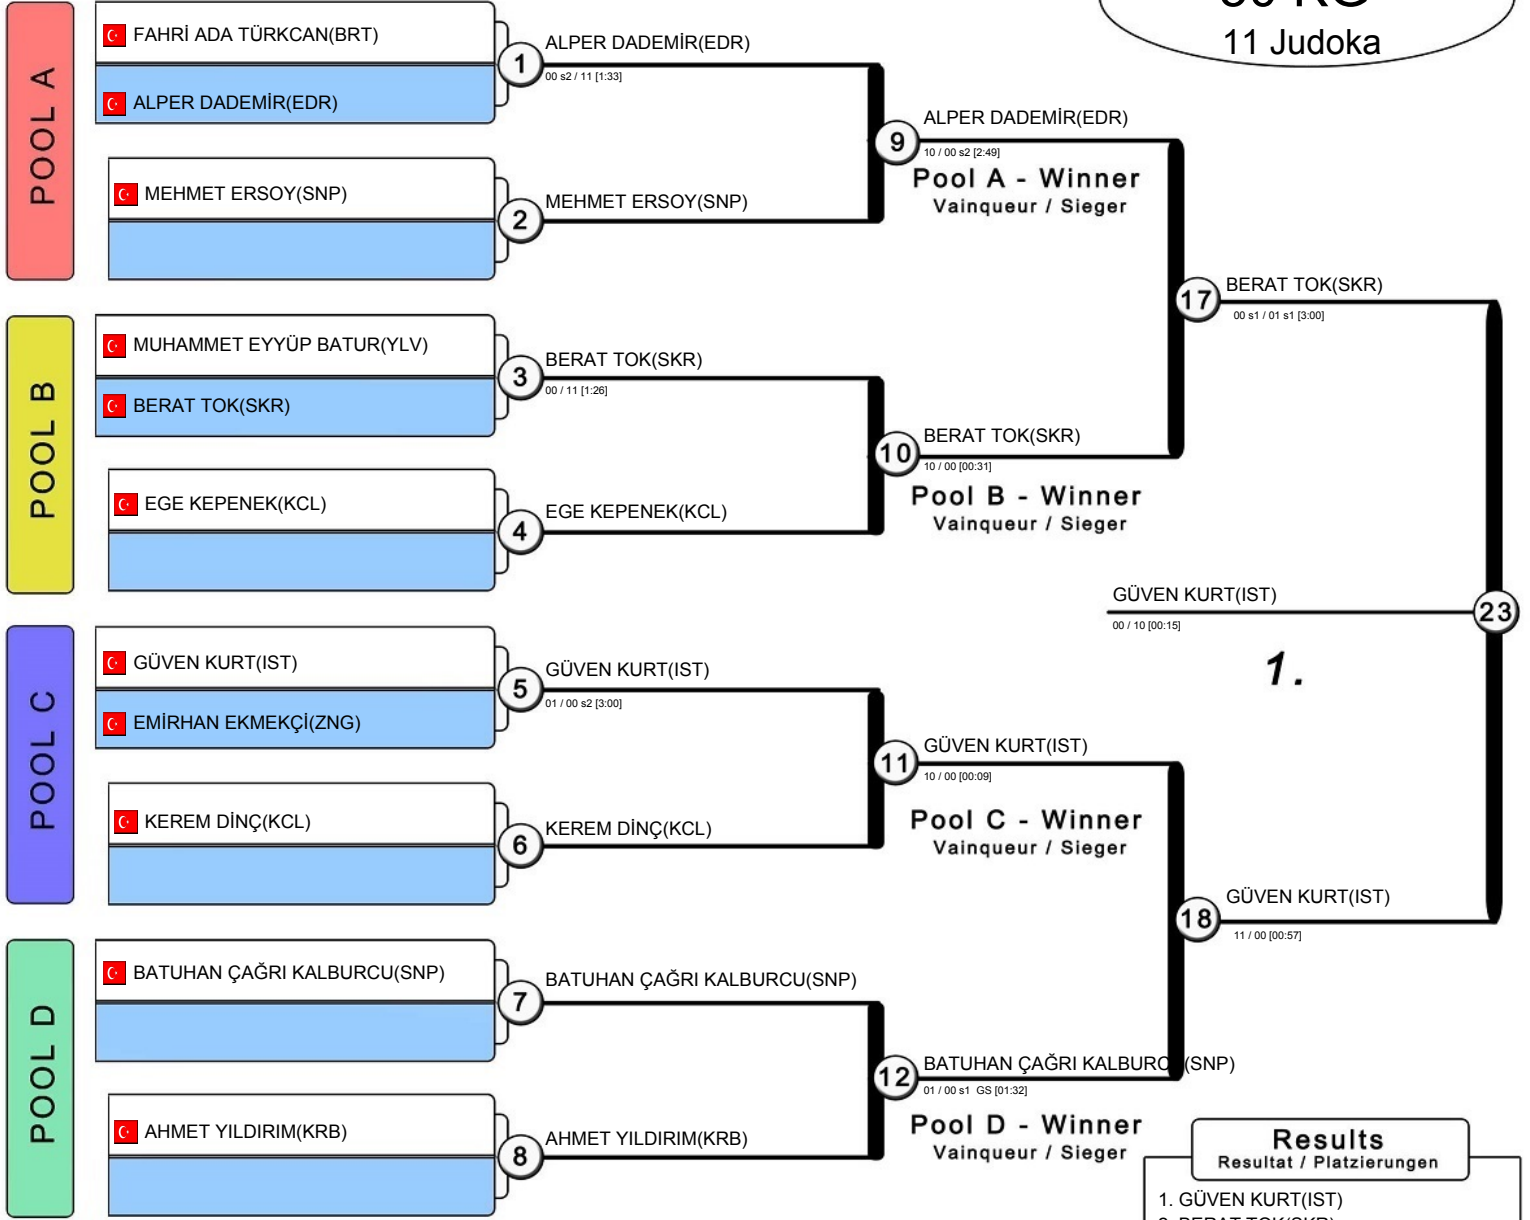 11 Judoka
POOL A
FAHRİ ADA TÜRKCAN(BRT)
ALPER DADEMİR(EDR)
1
ALPER DADEMİR(EDR)
00 s2 / 11 [1:33]
MEHMET ERSOY(SNP)
2
MEHMET ERSOY(SNP)
9
ALPER DADEMİR(EDR)
10 / 00 s2 [2:49]
Pool A - Winner
Vainqueur / Sieger
POOL B
MUHAMMET EYYÜP BATUR(YLV)
BERAT TOK(SKR)
3
BERAT TOK(SKR)
00 / 11 [1:26]
EGE KEPENEK(KCL)
4
EGE KEPENEK(KCL)
10
BERAT TOK(SKR)
10 / 00 [00:31]
Pool B - Winner
Vainqueur / Sieger
17
BERAT TOK(SKR)
00 s1 / 01 s1 [3:00]
GÜVEN KURT(IST)
00 / 10 [00:15]
23
1.
POOL C
GÜVEN KURT(IST)
EMİRHAN EKMEKÇİ(ZNG)
5
GÜVEN KURT(IST)
01 / 00 s2 [3:00]
KEREM DİNÇ(KCL)
6
KEREM DİNÇ(KCL)
11
GÜVEN KURT(IST)
10 / 00 [00:09]
Pool C - Winner
Vainqueur / Sieger
18
GÜVEN KURT(IST)
11 / 00 [00:57]
POOL D
BATUHAN ÇAĞRI KALBURCU(SNP)
7
BATUHAN ÇAĞRI KALBURCU(SNP)
AHMET YILDIRIM(KRB)
8
AHMET YILDIRIM(KRB)
12
BATUHAN ÇAĞRI KALBURCU(SNP)
01 / 00 s1 GS [01:32]
Pool D - Winner
Vainqueur / Sieger
Results
Resultat / Platzierungen
1. GÜVEN KURT(IST)
2. BERAT TOK(SKR)